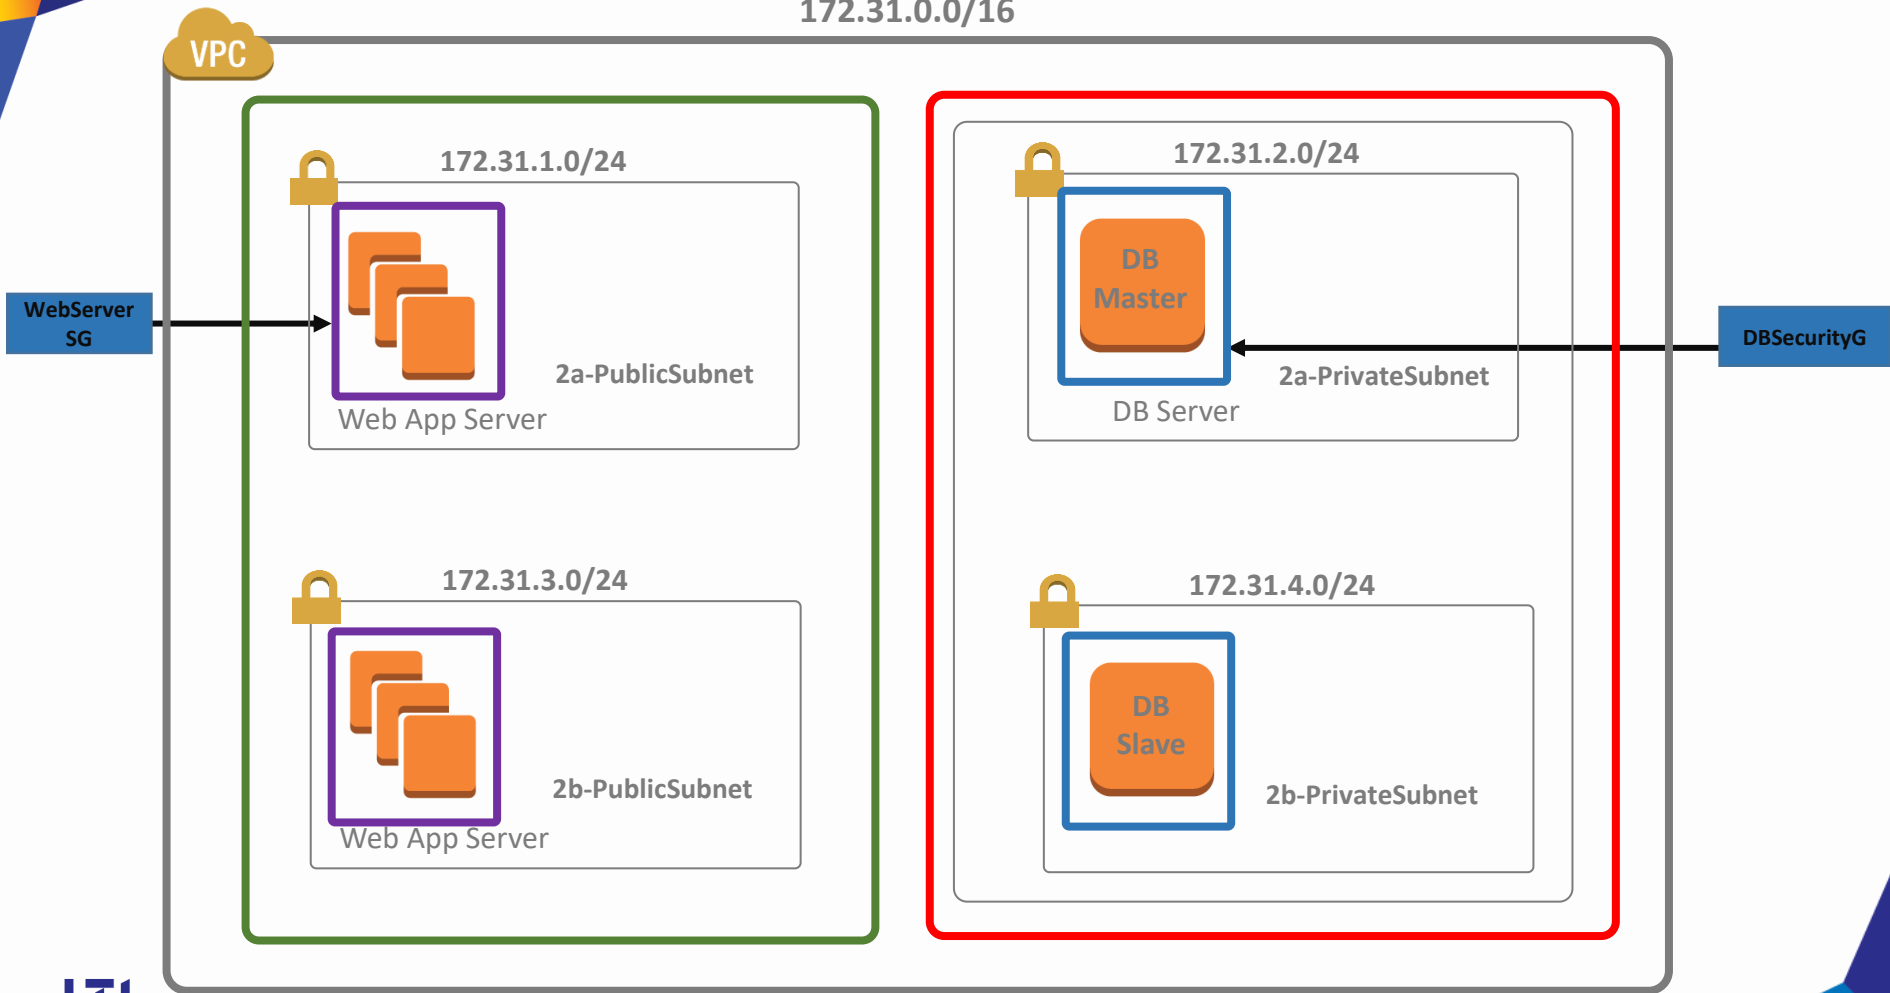 172.31.0.0/16
VPC
172.31.1.0/24
2a-PublicSubnet
Web App Server
WebServer
SG
172.31.3.0/24
2b-PublicSubnet
Web App Server
172.31.2.0/24
DB
Master
2a-PrivateSubnet
DB Server
DBSecurityG
172.31.4.0/24
DB
Slave
2b-PrivateSubnet